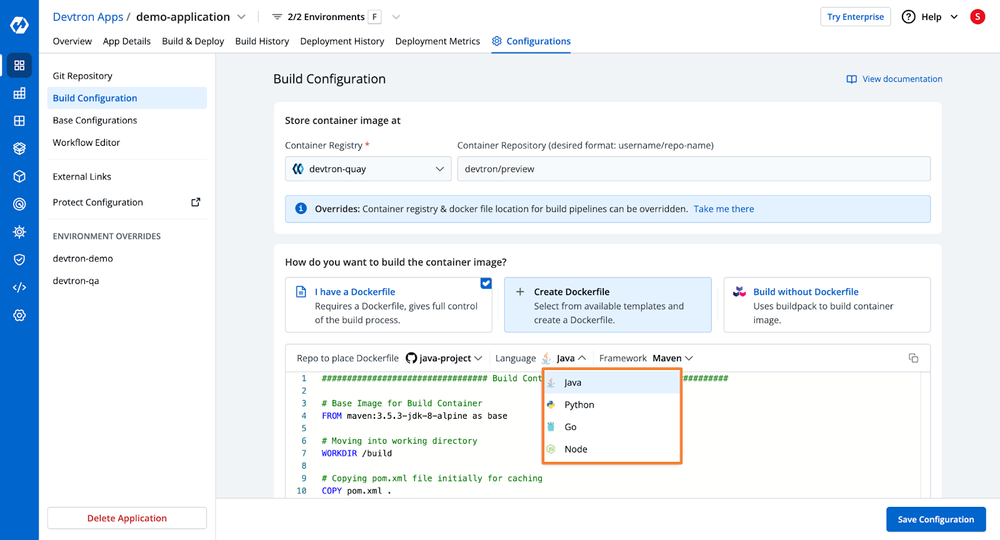 Devtron Apps / demo-application
2/2 Environments F
Try Enterprise
Help
S
Overview
App Details
Build & Deploy
Build History
Deployment History
Deployment Metrics
Configurations
Git Repository
Build Configuration
Base Configurations
Workflow Editor
External Links
Protect Configuration
ENVIRONMENT OVERRIDES
devtron-demo
devtron-qa
Delete Application
Build Configuration
View documentation
Store container image at
Container Registry *
Container Repository (desired format: username/repo-name)
devtron-quay
devtron/preview
Overrides: Container registry & docker file location for build pipelines can be overridden. Take me there
How do you want to build the container image?
I have a Dockerfile
Requires a Dockerfile, gives full control
of the build process.
Create Dockerfile
Select from available templates and
create a Dockerfile.
Build without Dockerfile
Uses buildpack to build container
image.
Repo to place Dockerfile java-project Language Java Framework Maven
Java
Python
Go
Node
1 ################################# Build Cont ##########
2
3 # Base Image for Build Container
4 FROM maven:3.5.3-jdk-8-alpine as base
5
6 # Moving into working directory
7 WORKDIR /build
8
9 # Copying pom.xml file initially for caching
10 COPY pom.xml .
Save Configuration